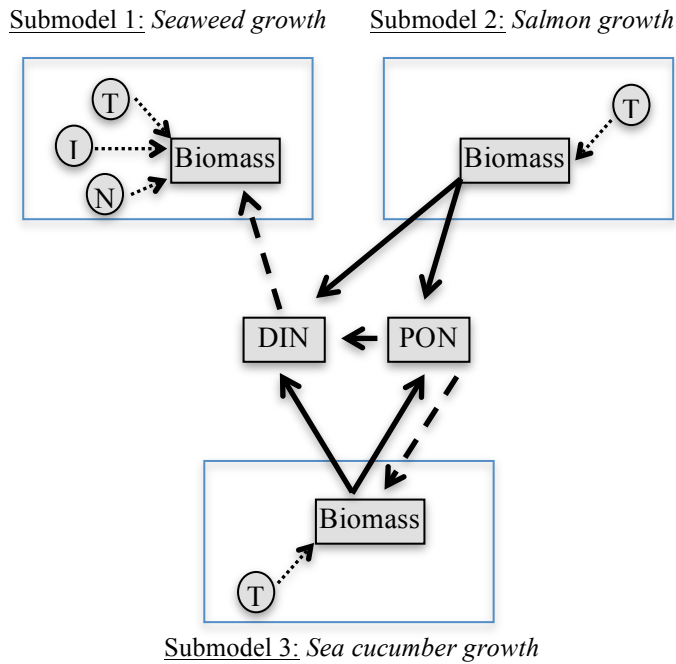 Submodel 1: Seaweed growth
Submodel 2: Salmon growth
T
T
I
Biomass
Biomass
N
DIN
PON
Biomass
T
Submodel 3: Sea cucumber growth